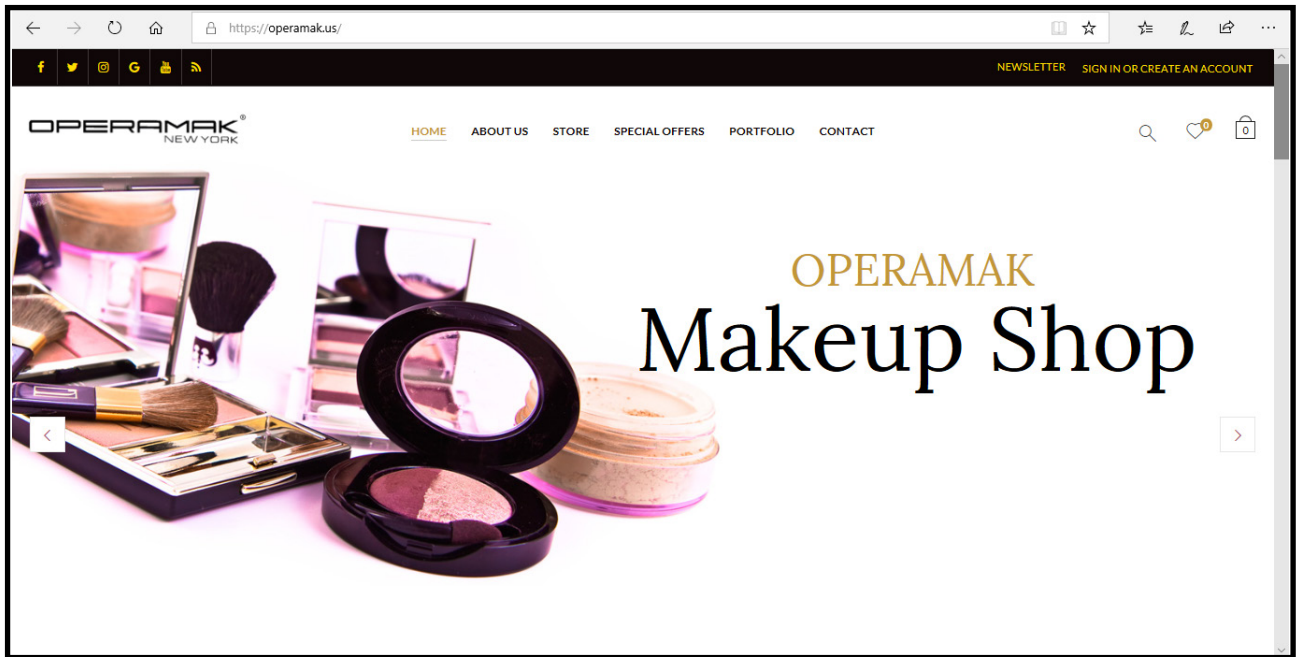 https://operamak.us/
NEWSLETTER SIGN IN OR CREATE AN ACCOUNT
OPERAMAK®
NEW YORK
HOME ABOUT US STORE SPECIAL OFFERS PORTFOLIO CONTACT
0 0
OPERAMAK
Makeup Shop